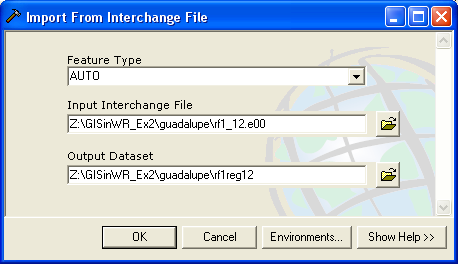 Import From Interchange File
Feature Type
AUTO
Input Interchange File
Z:\GISinWR_Ex2\guadalupe\rf1_12.e00
Output Dataset
Z:\GISinWR_Ex2\guadalupe\rf1reg12
OK Cancel Environments... Show Help >>